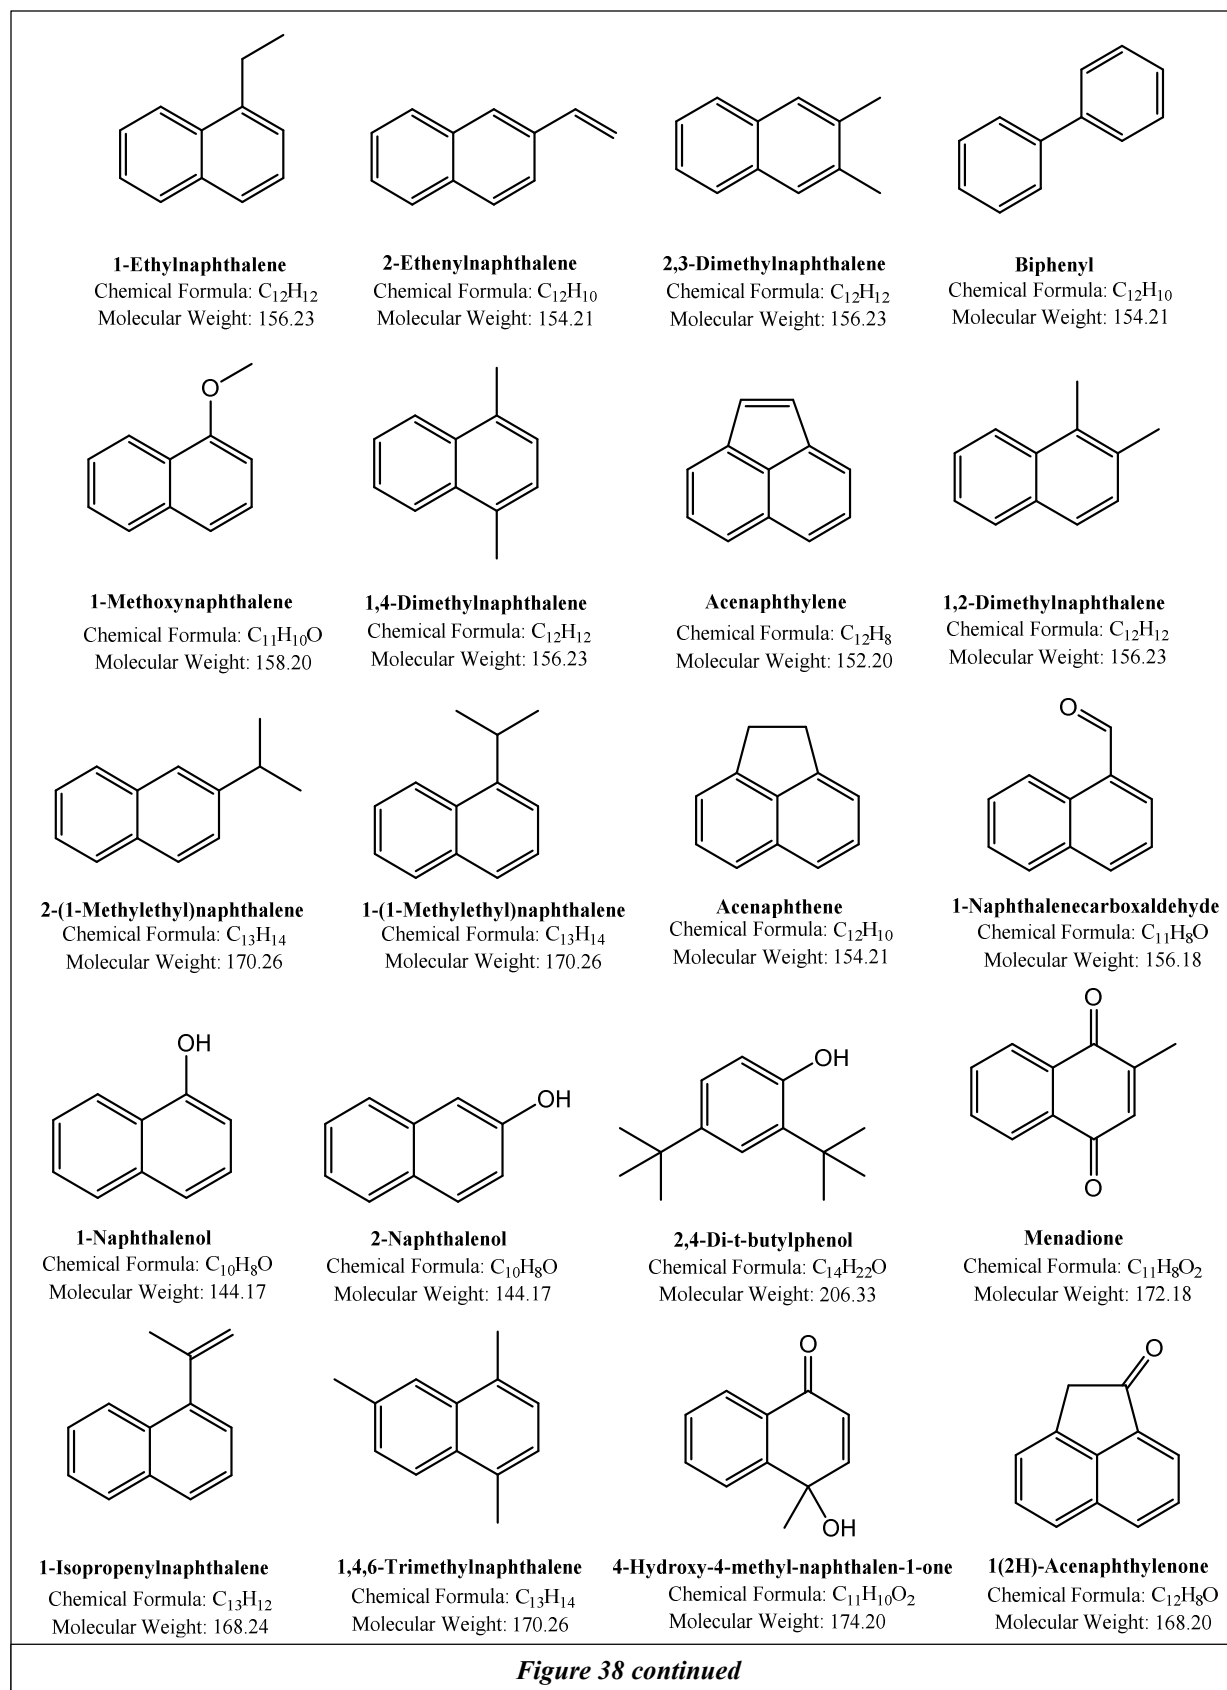 1-Ethylnaphthalene
Chemical Formula: C₁₂H₁₂
Molecular Weight: 156.23
2-Ethenylnaphthalene
Chemical Formula: C₁₂H₁₀
Molecular Weight: 154.21
2,3-Dimethylnaphthalene
Chemical Formula: C₁₂H₁₂
Molecular Weight: 156.23
Biphenyl
Chemical Formula: C₁₂H₁₀
Molecular Weight: 154.21
O
1-Methoxynaphthalene
Chemical Formula: C₁₁H₁₀O
Molecular Weight: 158.20
1,4-Dimethylnaphthalene
Chemical Formula: C₁₂H₁₂
Molecular Weight: 156.23
Acenaphthylene
Chemical Formula: C₁₂H₈
Molecular Weight: 152.20
1,2-Dimethylnaphthalene
Chemical Formula: C₁₂H₁₂
Molecular Weight: 156.23
2-(1-Methylethyl)naphthalene
Chemical Formula: C₁₃H₁₄
Molecular Weight: 170.26
1-(1-Methylethyl)naphthalene
Chemical Formula: C₁₃H₁₄
Molecular Weight: 170.26
Acenaphthene
Chemical Formula: C₁₂H₁₀
Molecular Weight: 154.21
O
1-Naphthalenecarboxaldehyde
Chemical Formula: C₁₁H₈O
Molecular Weight: 156.18
OH
1-Naphthalenol
Chemical Formula: C₁₀H₈O
Molecular Weight: 144.17
OH
2-Naphthalenol
Chemical Formula: C₁₀H₈O
Molecular Weight: 144.17
OH
2,4-Di-t-butylphenol
Chemical Formula: C₁₄H₂₂O
Molecular Weight: 206.33
O
O
Menadione
Chemical Formula: C₁₁H₈O₂
Molecular Weight: 172.18
1-Isopropenylnaphthalene
Chemical Formula: C₁₃H₁₂
Molecular Weight: 168.24
1,4,6-Trimethylnaphthalene
Chemical Formula: C₁₃H₁₄
Molecular Weight: 170.26
O
OH
4-Hydroxy-4-methyl-naphthalen-1-one
Chemical Formula: C₁₁H₁₀O₂
Molecular Weight: 174.20
O
1(2H)-Acenaphthylenone
Chemical Formula: C₁₂H₈O
Molecular Weight: 168.20
Figure 38 continued